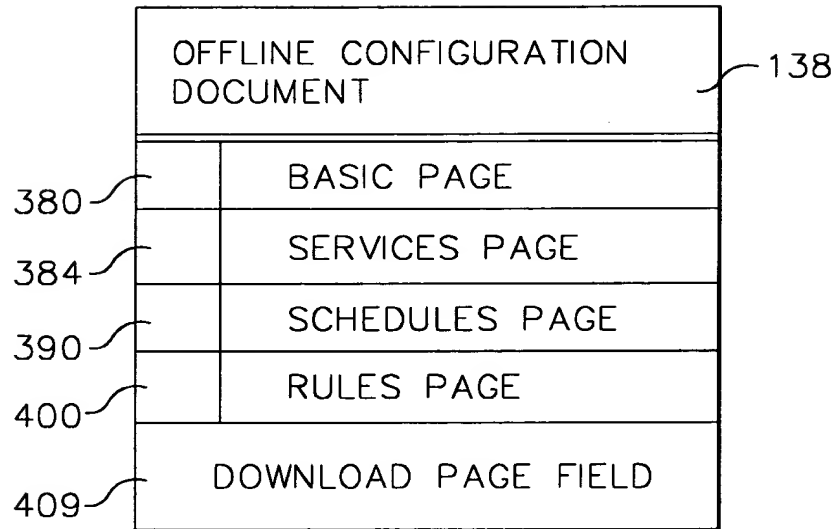 OFFLINE CONFIGURATION
DOCUMENT
138
380
BASIC PAGE
384
SERVICES PAGE
390
SCHEDULES PAGE
400
RULES PAGE
409
DOWNLOAD PAGE FIELD